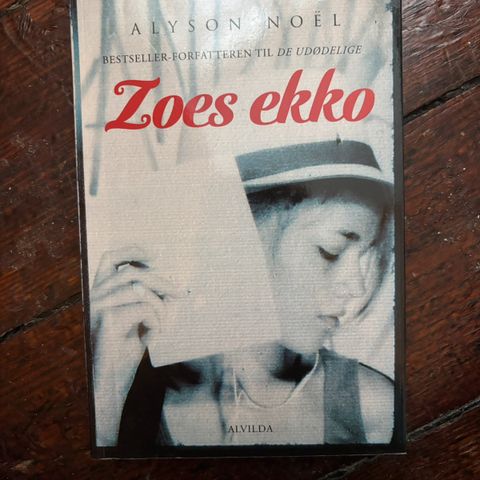 ALYSON NOËL
BESTSELLER-FORFATTEREN TIL DE UDØDELIGE
Zoes ekko
ALVILDA